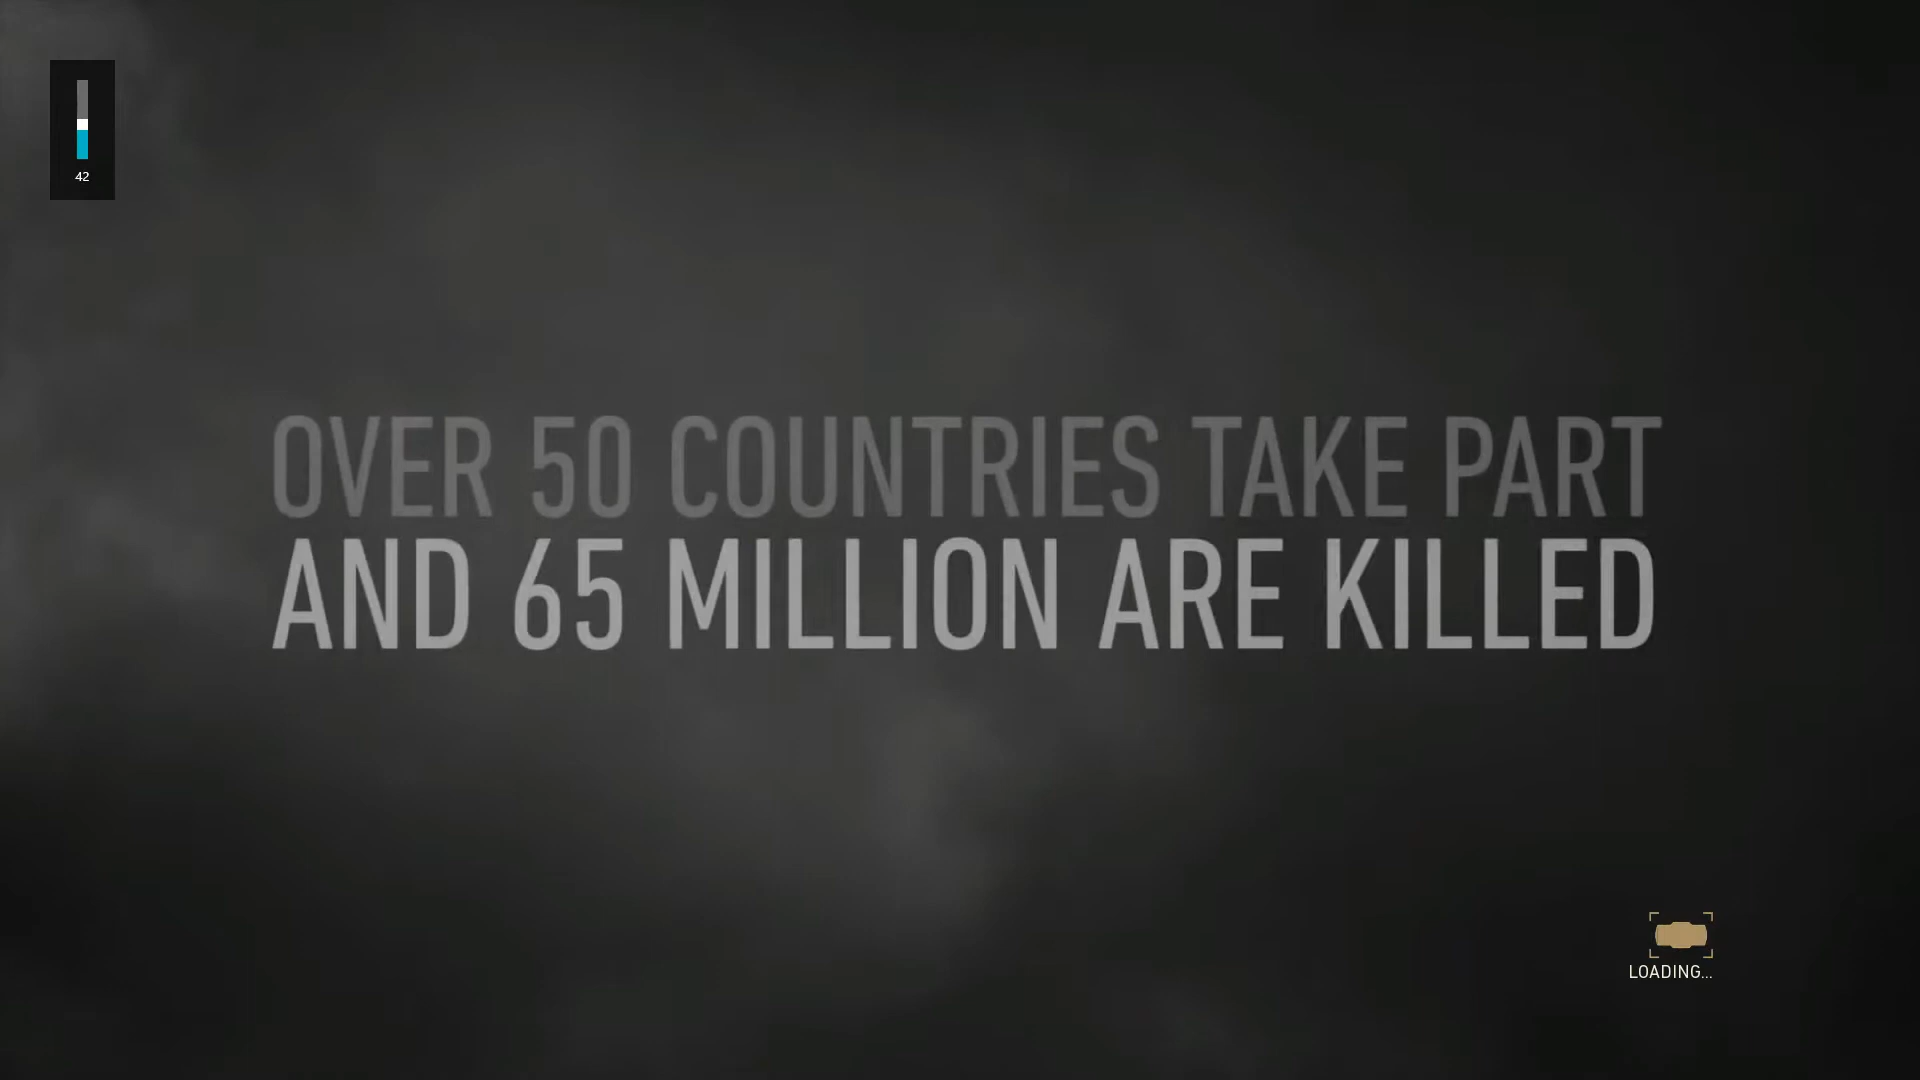 42
OVER 50 COUNTRIES TAKE PART
AND 65 MILLION ARE KILLED
LOADING...